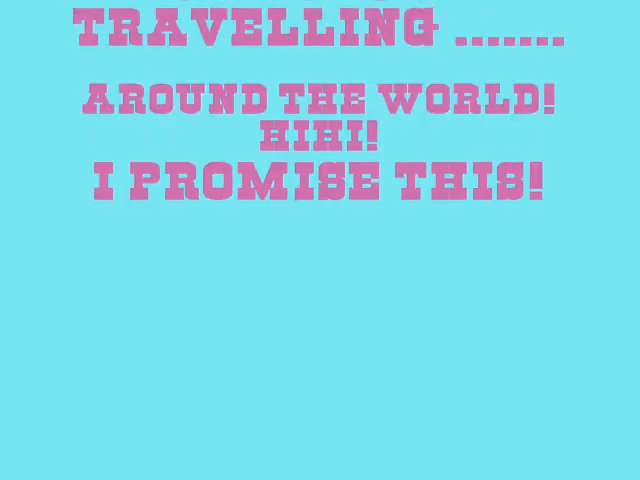 TRAVELLING .......
AROUND THE WORLD!
HIHI!
I PROMISE THIS!